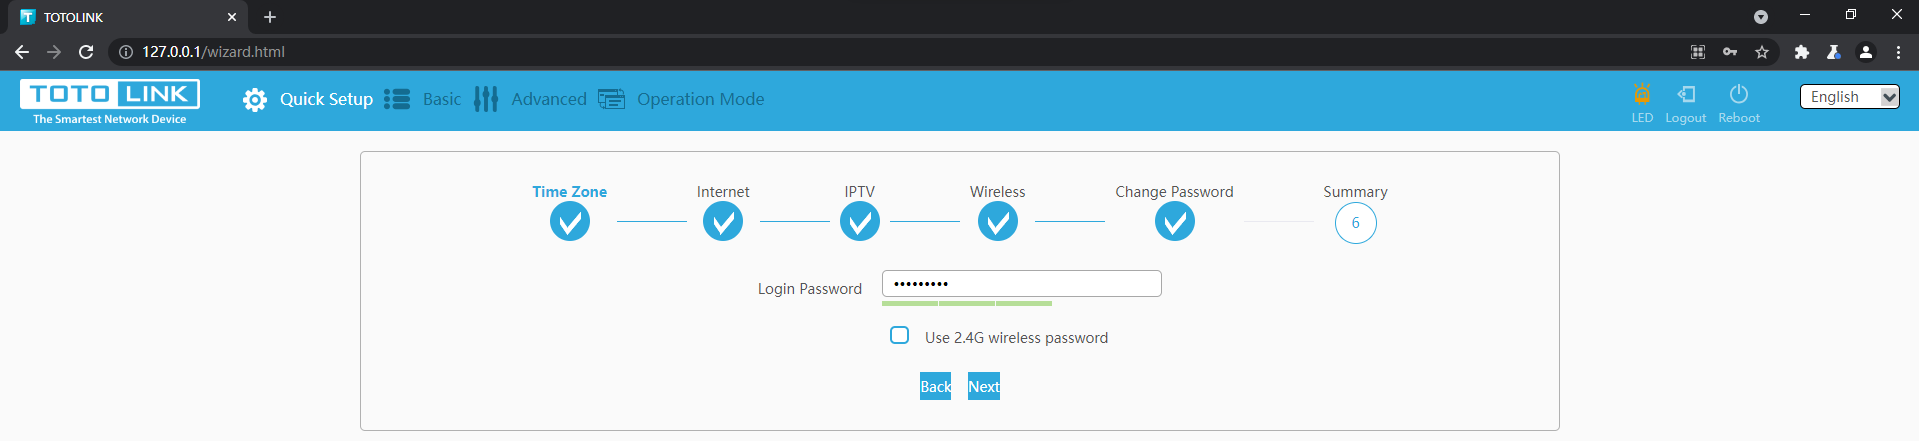 TOTOLINK
127.0.0.1/wizard.html
TOTO LINK
The Smartest Network Device
Quick Setup Basic Advanced Operation Mode
LED Logout Reboot
English
Time Zone Internet IPTV Wireless Change Password Summary
6
Login Password •••••••••
Use 2.4G wireless password
Back Next